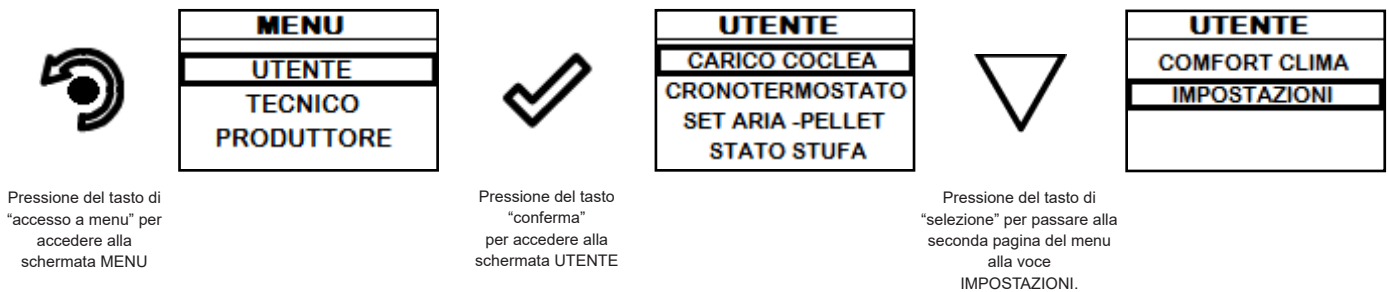 MENU
UTENTE
TECNICO
PRODUTTORE
Pressione del tasto di
“accesso a menu” per
accedere alla
schermata MENU
UTENTE
CARICO COCLEA
CRONOTERMOSTATO
SET ARIA -PELLET
STATO STUFA
Pressione del tasto
“conferma”
per accedere alla
schermata UTENTE
UTENTE
COMFORT CLIMA
IMPOSTAZIONI
Pressione del tasto di
“selezione” per passare alla
seconda pagina del menu
alla voce
IMPOSTAZIONI.